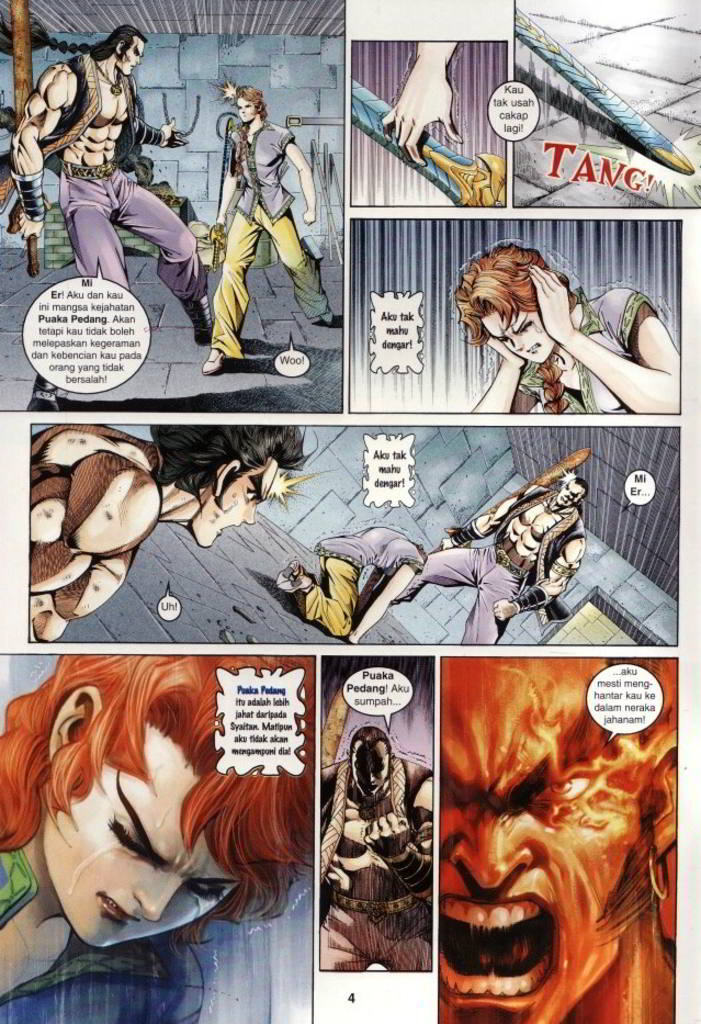 Mi
Er! Aku dan kau
ini mangsa kejahatan
Puaka Pedang. Akan
tetapi kau tidak boleh
melepaskan kegeraman
dan kebencian kau pada
orang yang tidak
bersalah!
Woo!
Kau
tak usah
cakap
lagi!
TANG!
Aku tak
mahu
dengar!
Uh!
Aku tak
mahu
dengar!
Mi
Er...
Puaka Pedang
itu adalah lebih
jahat daripada
Syaitan. Matipun
aku tidak akan
mengampuni dia!
Puaka
Pedang! Aku
sumpah...
...aku
mesti meng-
hantar kau ke
dalam neraka
jahanam!
4